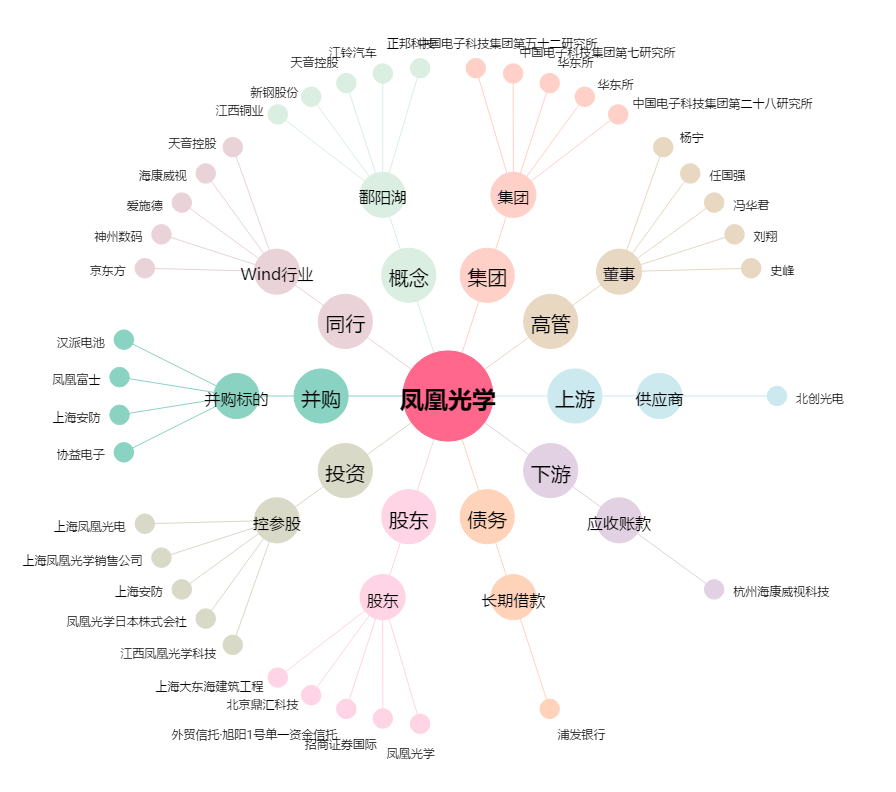 正邦科技
中国电子科技集团第五十二研究所
江铃汽车
中国电子科技集团第七研究所
天音控股
华东所
新钢股份
华东所
江西铜业
中国电子科技集团第二十八研究所
天音控股
杨宁
海康威视
任国强
鄱阳湖
集团
爱施德
冯华君
神州数码
刘翔
京东方
Wind行业
概念
集团
董事
史峰
同行
高管
汉派电池
凤凰富士
并购标的
并购
凤凰光学
上游
供应商
北创光电
上海安防
协益电子
投资
下游
上海凤凰光电
控参股
股东
债务
应收账款
上海凤凰光学销售公司
上海安防
杭州海康威视科技
凤凰光学日本株式会社
股东
长期借款
江西凤凰光学科技
上海大东海建筑工程
北京鼎汇科技
外贸信托·旭阳1号单一资金信托
招商证券国际
凤凰光学
浦发银行